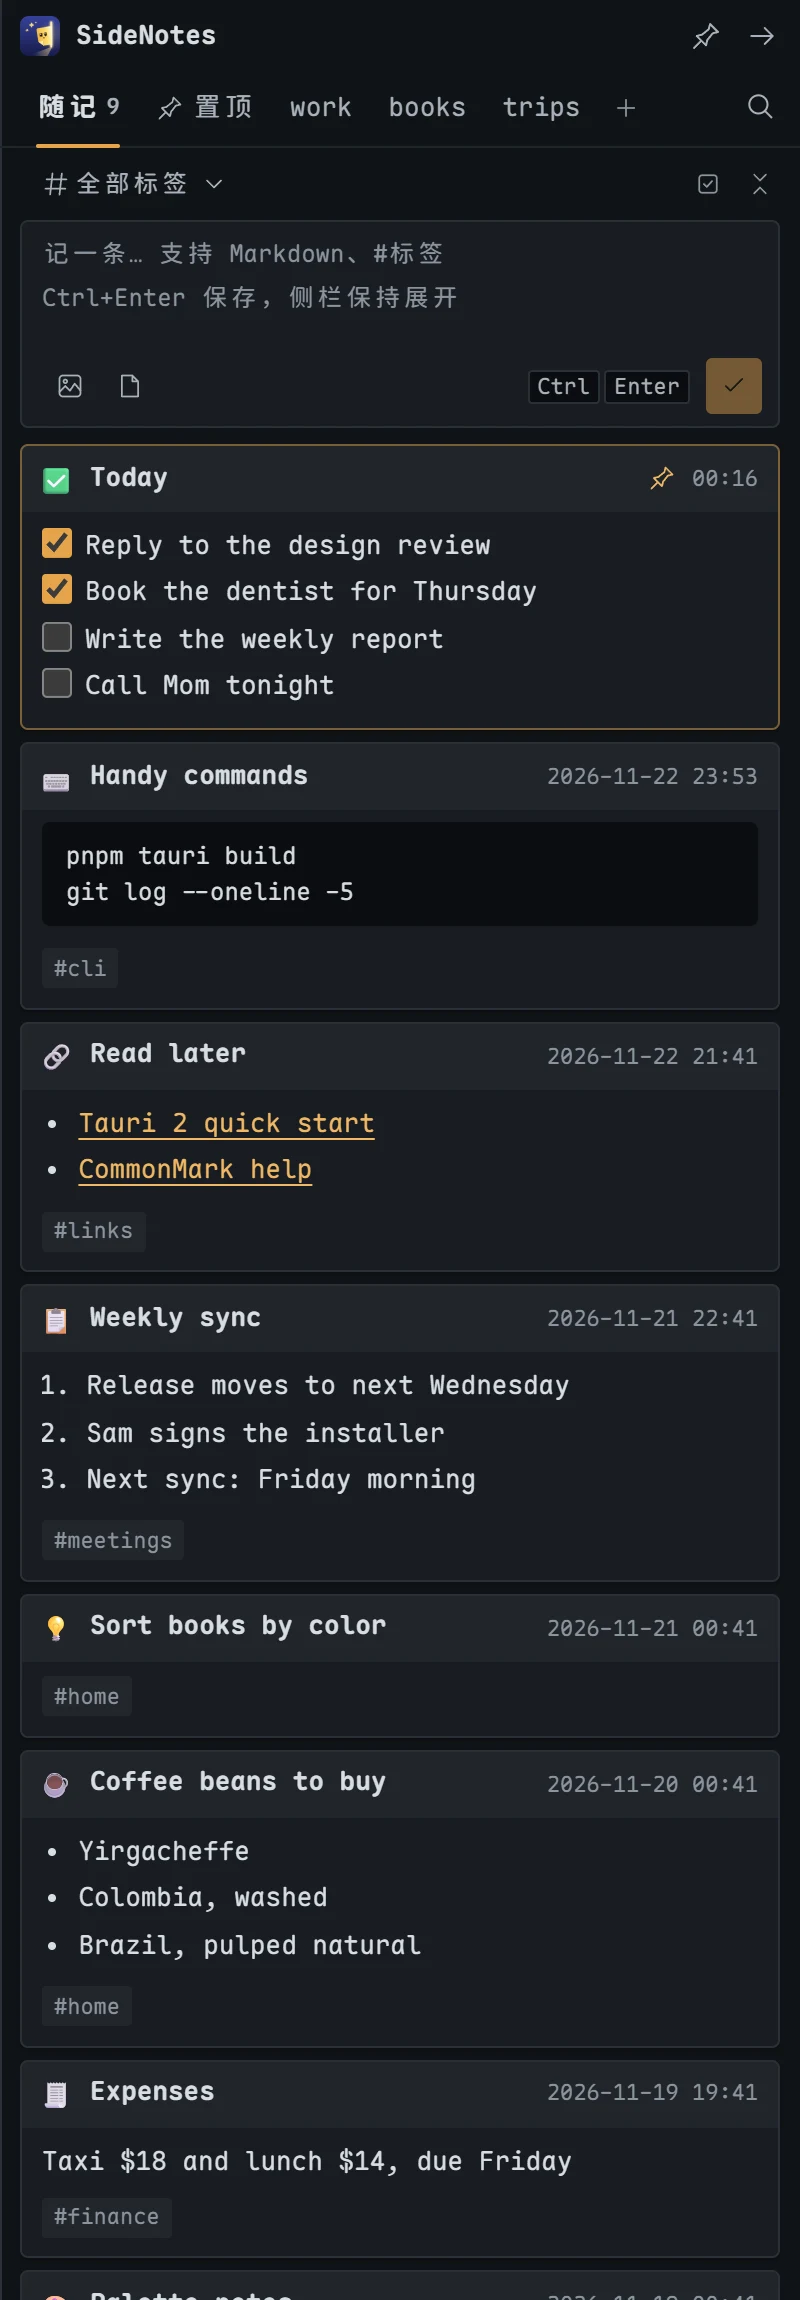 SideNotes
随记 9 置顶 work books trips
# 全部标签
记一条… 支持 Markdown、#标签
Ctrl+Enter 保存，侧栏保持展开
Ctrl Enter
Today 00:16
Reply to the design review
Book the dentist for Thursday
Write the weekly report
Call Mom tonight
Handy commands 2026-11-22 23:53
pnpm tauri build
git log --oneline -5
#cli
Read later 2026-11-22 21:41
• Tauri 2 quick start
• CommonMark help
#links
Weekly sync 2026-11-21 22:41
1. Release moves to next Wednesday
2. Sam signs the installer
3. Next sync: Friday morning
#meetings
Sort books by color 2026-11-21 00:41
#home
Coffee beans to buy 2026-11-20 00:41
• Yirgacheffe
• Colombia, washed
• Brazil, pulped natural
#home
Expenses 2026-11-19 19:41
Taxi $18 and lunch $14, due Friday
#finance